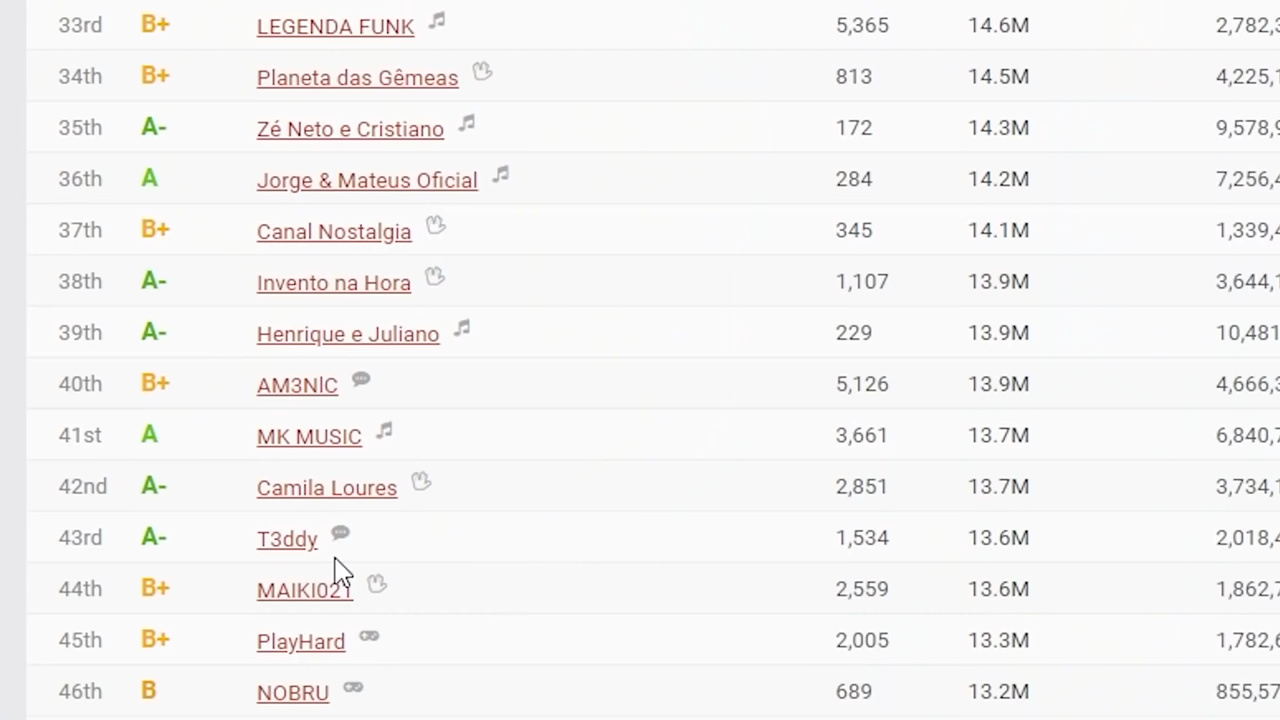 33rd B+ LEGENDA FUNK 5,365 14.6M 2,782,3
34th B+ Planeta das Gêmeas 813 14.5M 4,225,1
35th A- Zé Neto e Cristiano 172 14.3M 9,578,9
36th A Jorge & Mateus Oficial 284 14.2M 7,256,4
37th B+ Canal Nostalgia 345 14.1M 1,339,4
38th A- Invento na Hora 1,107 13.9M 3,644,1
39th A- Henrique e Juliano 229 13.9M 10,481
40th B+ AM3NlC 5,126 13.9M 4,666,3
41st A MK MUSIC 3,661 13.7M 6,840,7
42nd A- Camila Loures 2,851 13.7M 3,734,1
43rd A- T3ddy 1,534 13.6M 2,018,4
44th B+ MAIKI021 2,559 13.6M 1,862,7
45th B+ PlayHard 2,005 13.3M 1,782,6
46th B NOBRU 689 13.2M 855,57